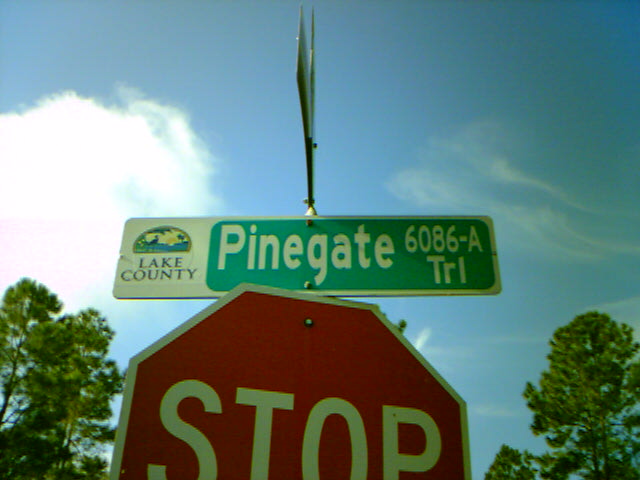 LAKE
COUNTY
Pinegate 6086-A
Trl
STOP